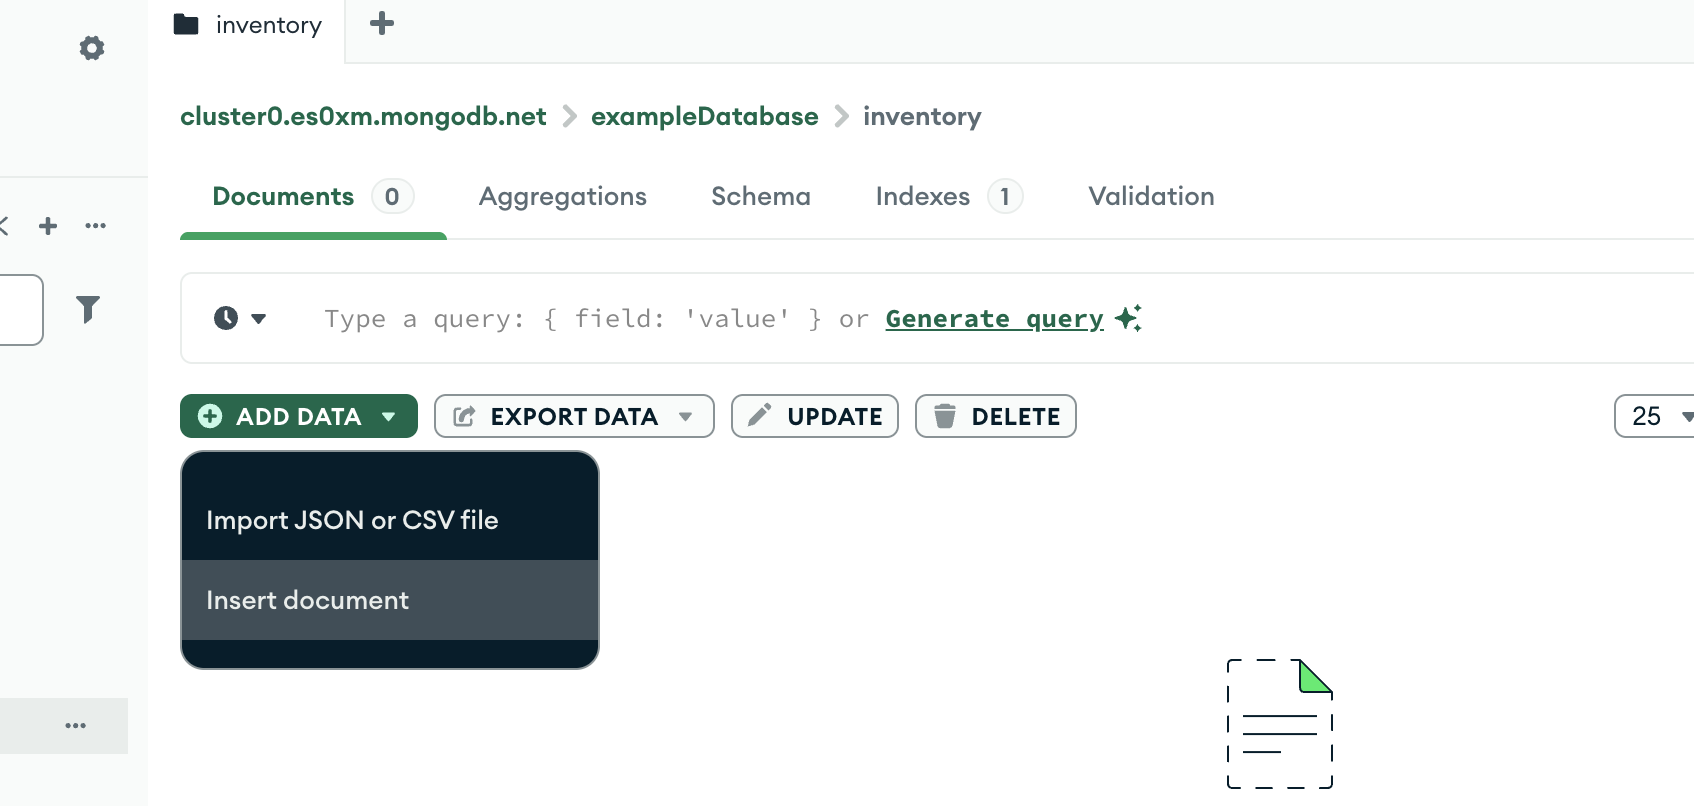 inventory
cluster0.es0xm.mongodb.net > exampleDatabase > inventory
Documents 0 Aggregations Schema Indexes 1 Validation
Type a query: { field: 'value' } or Generate query
ADD DATA EXPORT DATA UPDATE DELETE 25
Import JSON or CSV file
Insert document